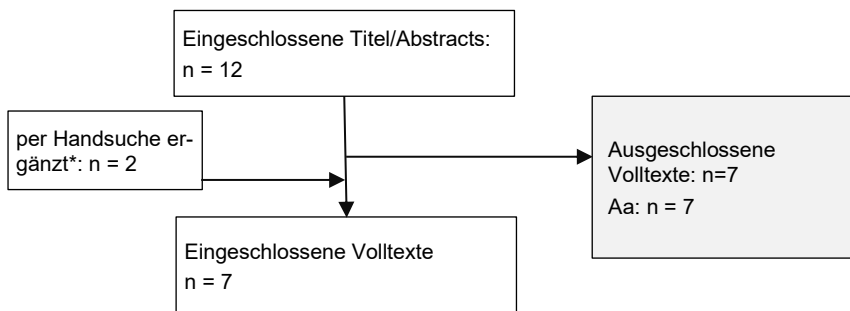 Eingeschlossene Titel/Abstracts:
n = 12
per Handsuche er-
gänzt*: n = 2
Ausgeschlossene
Volltexte: n=7
Aa: n = 7
Eingeschlossene Volltexte
n = 7